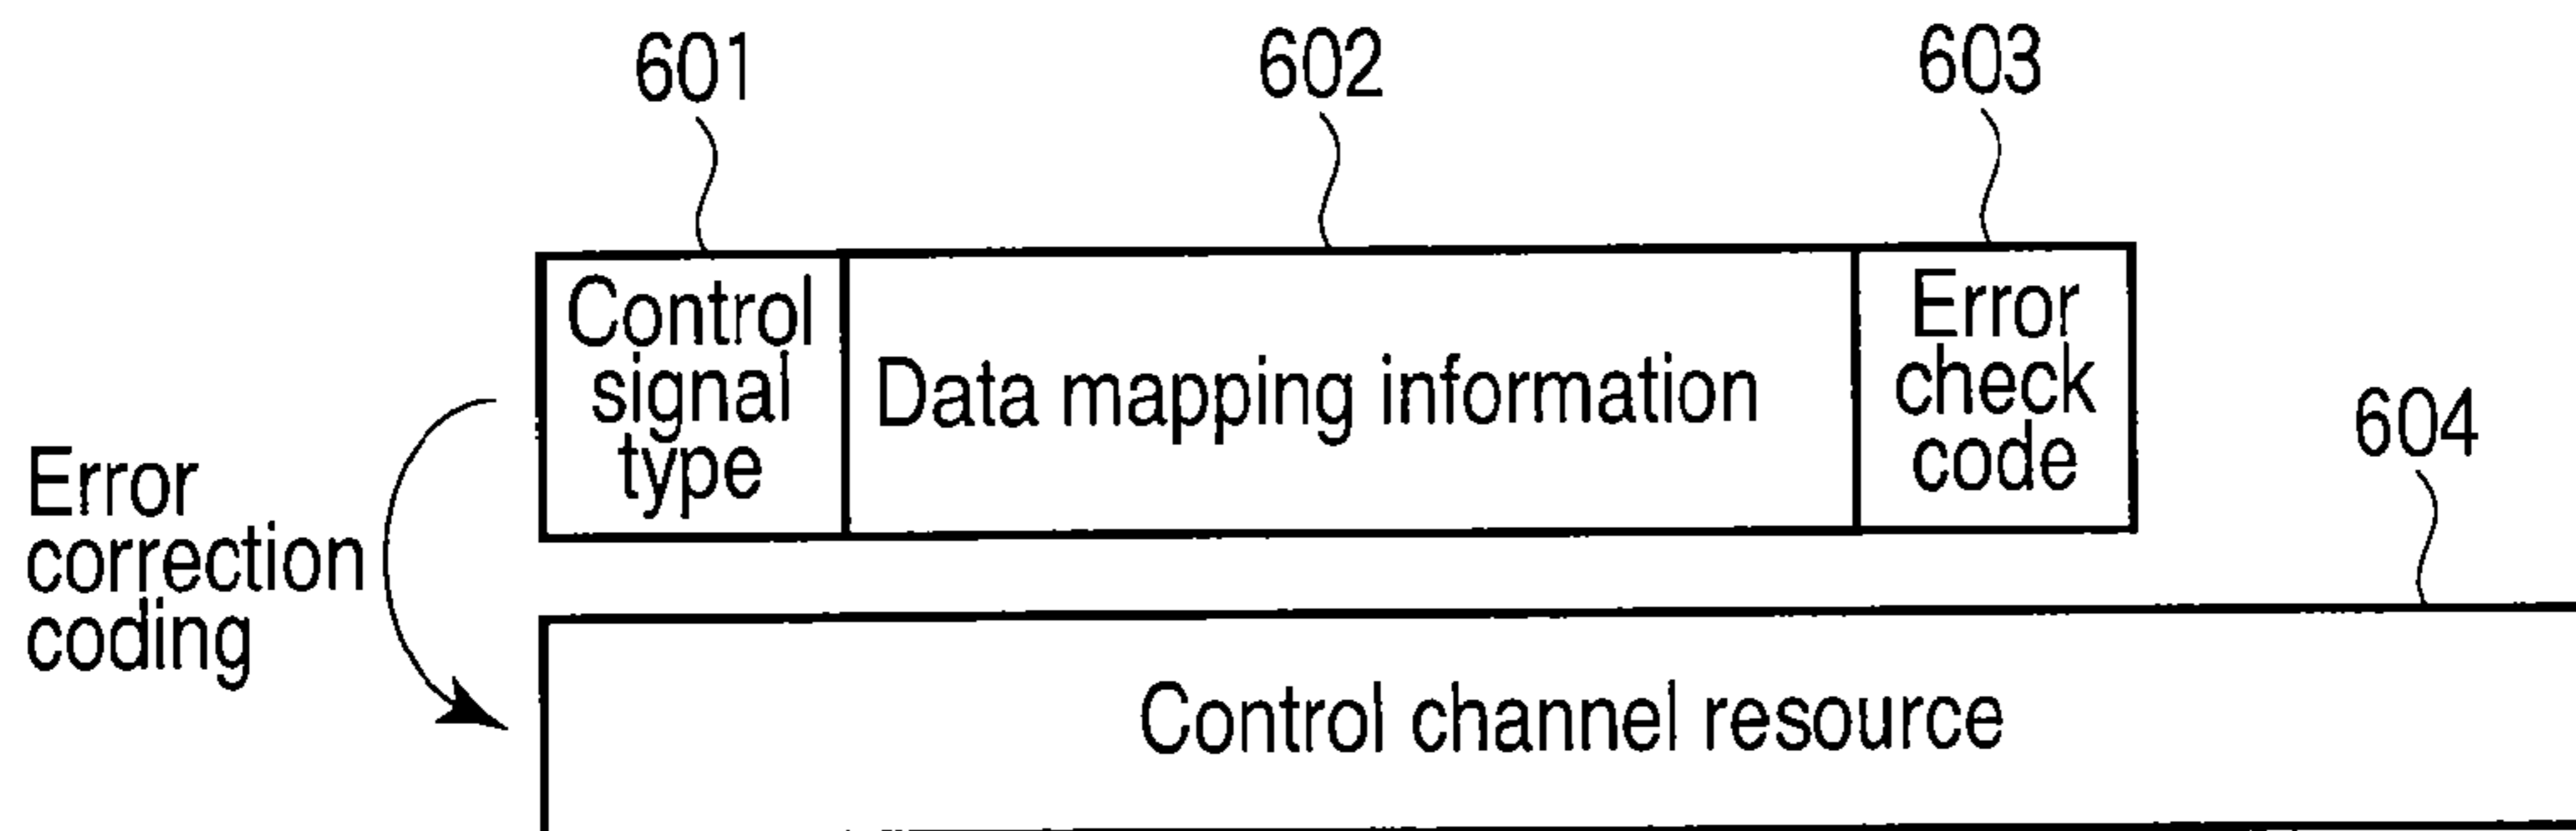 601
602
603
Control
signal
type
Data mapping information
Error
check
code
604
Error
correction
coding
Control channel resource